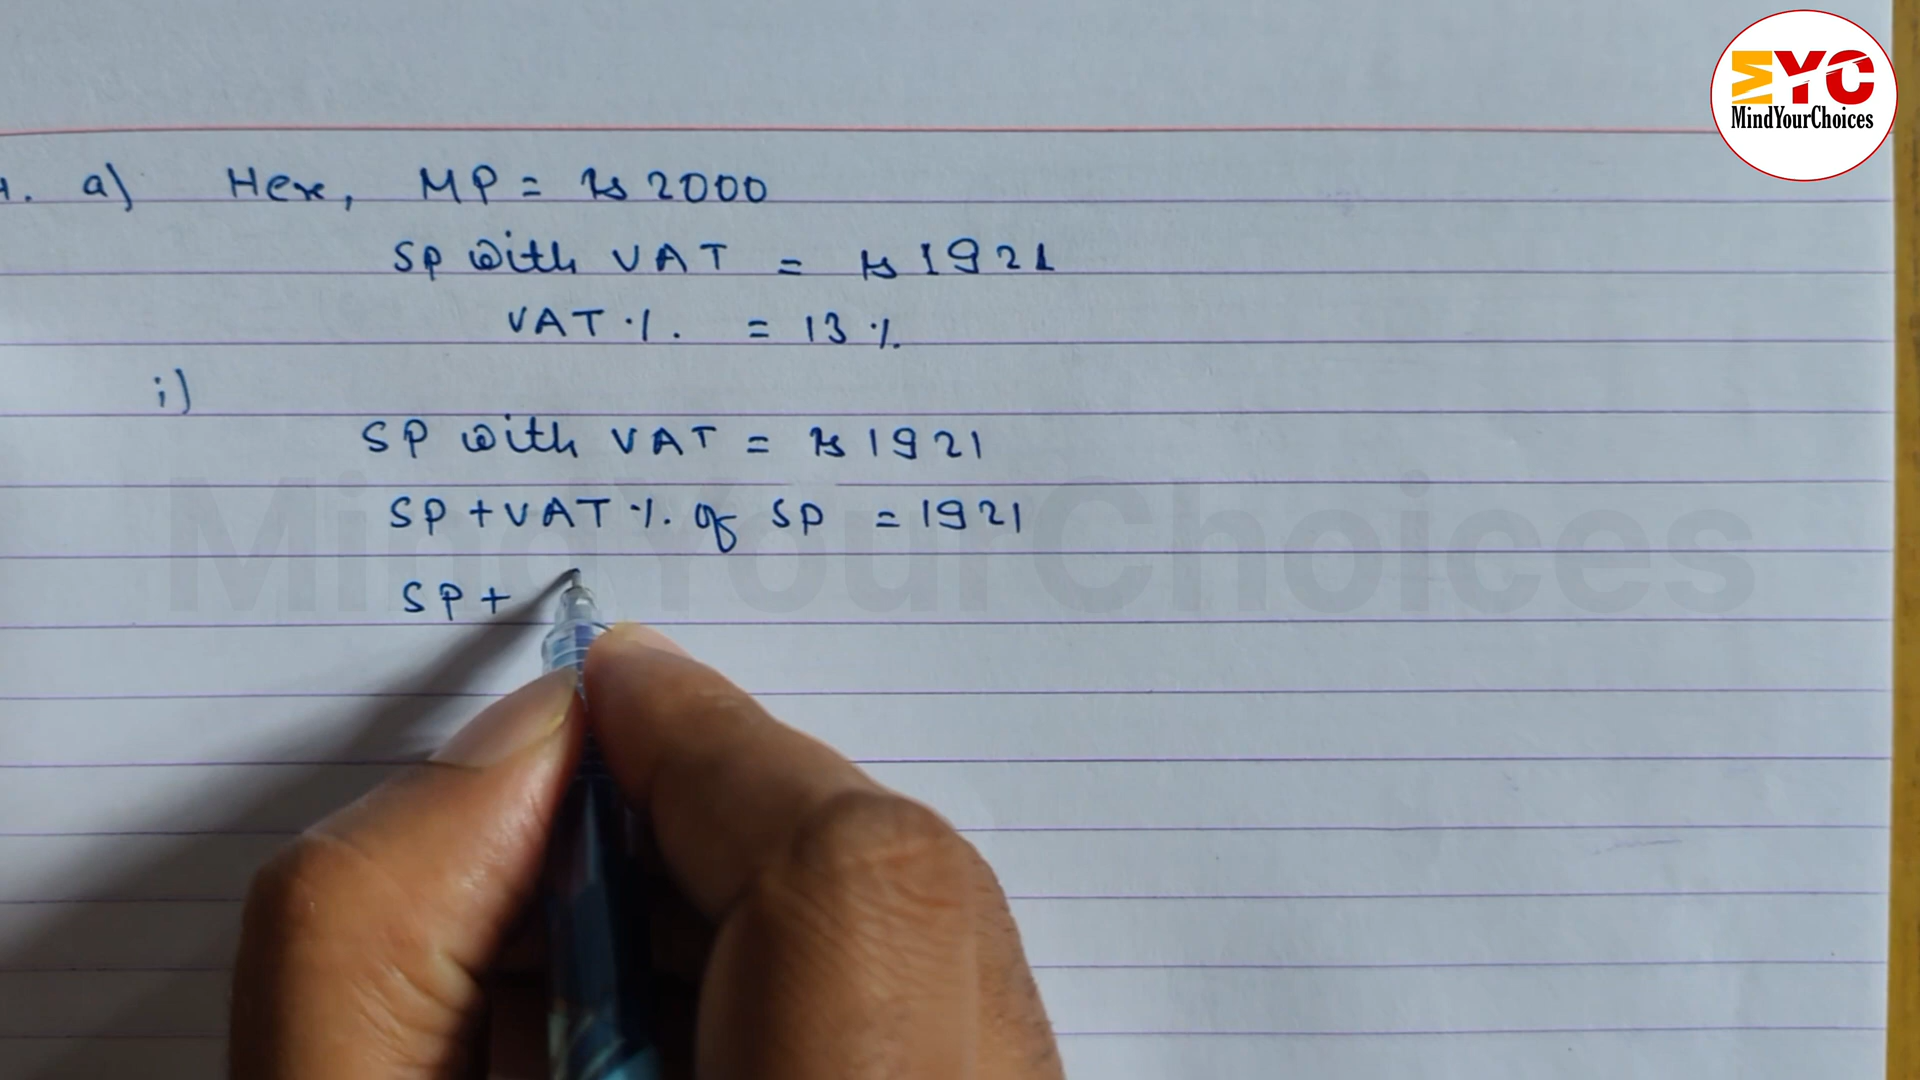 MYC
MindYourChoices
a) Here, MP = Rs 2000
SP with VAT = Rs 1921
VAT % = 13 %
i)
SP with VAT = Rs 1921
SP + VAT % of SP = 1921
SP +
MindYourChoices